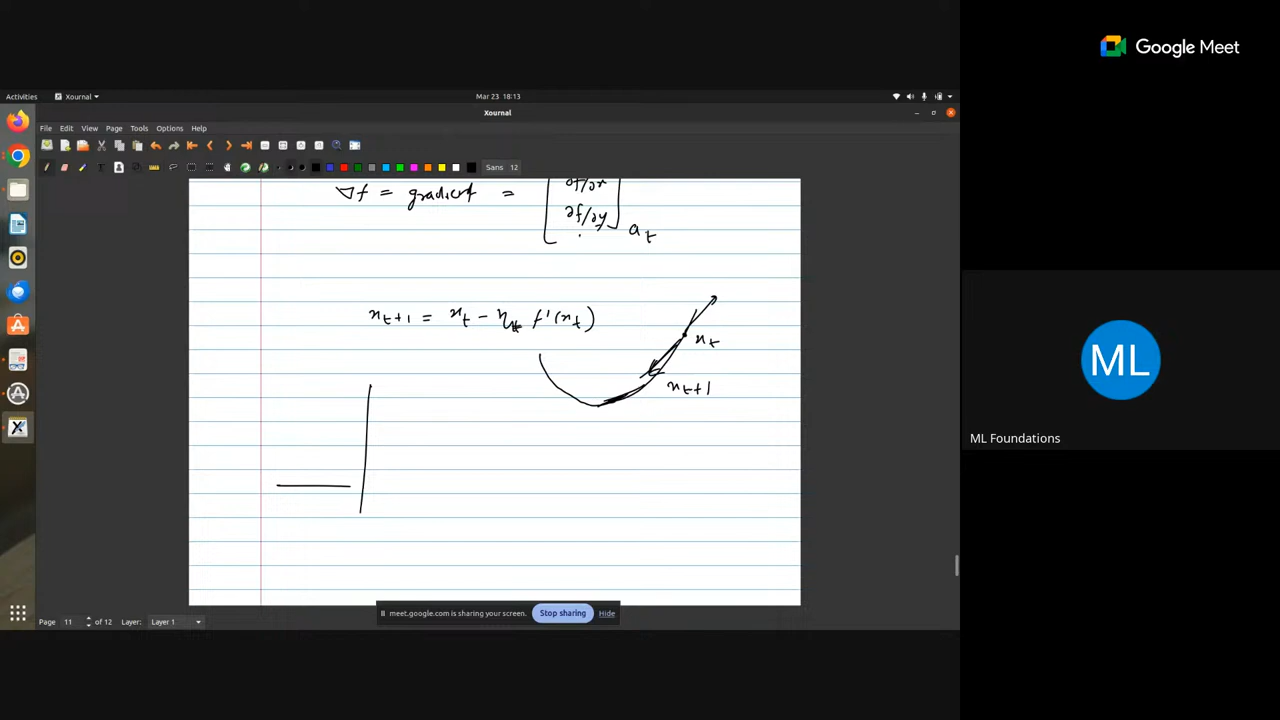 Google Meet
Activities Xournal Mar 23 18:13
Xournal
File Edit View Page Tools Options Help
Sans 12
∇f = gradient = [ ∂f/∂x
∂f/∂y ] a_t
x_{t+1} = x_t - η_t f'(x_t)
x_t
x_{t+1}
ML
ML Foundations
meet.google.com is sharing your screen. Stop sharing Hide
Page 11 of 12 Layer: Layer 1